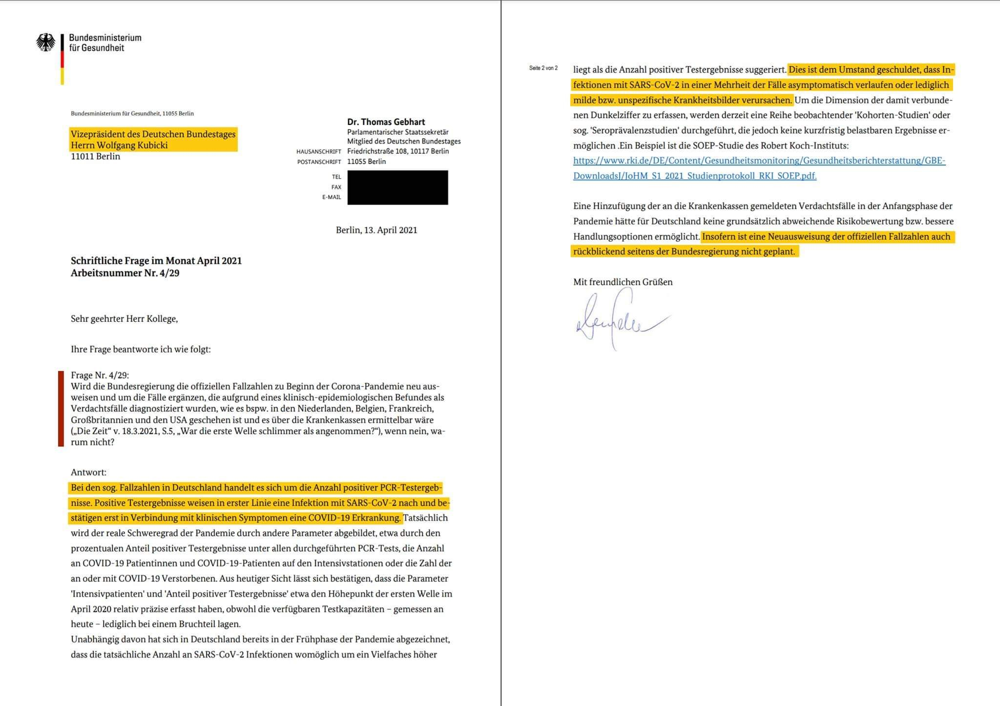 Bundesministerium
für Gesundheit
Bundesministerium für Gesundheit, 11055 Berlin
Vizepräsident des Deutschen Bundestages
Herrn Wolfgang Kubicki
11011 Berlin
Dr. Thomas Gebhart
Parlamentarischer Staatssekretär
Mitglied des Deutschen Bundestages
HAUSANSCHRIFT Friedrichstraße 108, 10117 Berlin
POSTANSCHRIFT 11055 Berlin
TEL
FAX
E-MAIL
Berlin, 13. April 2021
Schriftliche Frage im Monat April 2021
Arbeitsnummer Nr. 4/29
Sehr geehrter Herr Kollege,
Ihre Frage beantworte ich wie folgt:
Frage Nr. 4/29:
Wird die Bundesregierung die offiziellen Fallzahlen zu Beginn der Corona-Pandemie neu aus-
weisen und um die Fälle ergänzen, die aufgrund eines klinisch-epidemiologischen Befundes als
Verdachtsfälle diagnostiziert wurden, wie es bspw. in den Niederlanden, Belgien, Frankreich,
Großbritannien und den USA geschehen ist und es über die Krankenkassen ermittelbar wäre
(„Die Zeit“ v. 18.3.2021, S.5, „War die erste Welle schlimmer als angenommen?“), wenn nein, wa-
rum nicht?
Antwort:
Bei den sog. Fallzahlen in Deutschland handelt es sich um die Anzahl positiver PCR-Testergeb-
nisse. Positive Testergebnisse weisen in erster Linie eine Infektion mit SARS-CoV-2 nach und be-
stätigen erst in Verbindung mit klinischen Symptomen eine COVID-19 Erkrankung. Tatsächlich
wird der reale Schweregrad der Pandemie durch andere Parameter abgebildet, etwa durch den
prozentualen Anteil positiver Testergebnisse unter allen durchgeführten PCR-Tests, die Anzahl
an COVID-19 Patientinnen und COVID-19-Patienten auf den Intensivstationen oder die Zahl der
an oder mit COVID-19 Verstorbenen. Aus heutiger Sicht lässt sich bestätigen, dass die Parameter
'Intensivpatienten' und 'Anteil positiver Testergebnisse' etwa den Höhepunkt der ersten Welle im
April 2020 relativ präzise erfasst haben, obwohl die verfügbaren Testkapazitäten – gemessen an
heute – lediglich bei einem Bruchteil lagen.
Unabhängig davon hat sich in Deutschland bereits in der Frühphase der Pandemie abgezeichnet,
dass die tatsächliche Anzahl an SARS-CoV-2 Infektionen womöglich um ein Vielfaches höher
Seite 2 von 2
liegt als die Anzahl positiver Testergebnisse suggeriert. Dies ist dem Umstand geschuldet, dass In-
fektionen mit SARS-CoV-2 in einer Mehrheit der Fälle asymptomatisch verlaufen oder lediglich
milde bzw. unspezifische Krankheitsbilder verursachen. Um die Dimension der damit verbunde-
nen Dunkelziffer zu erfassen, werden derzeit eine Reihe beobachtender 'Kohorten-Studien' oder
sog. 'Seroprävalenzstudien' durchgeführt, die jedoch keine kurzfristig belastbaren Ergebnisse er-
möglichen .Ein Beispiel ist die SOEP-Studie des Robert Koch-Instituts:
https://www.rki.de/DE/Content/Gesundheitsmonitoring/Gesundheitsberichterstattung/GBE-
DownloadsJ/JoHM_S1_2021_Studienprotokoll_RKI_SOEP.pdf.
Eine Hinzufügung der an die Krankenkassen gemeldeten Verdachtsfälle in der Anfangsphase der
Pandemie hätte für Deutschland keine grundsätzlich abweichende Risikobewertung bzw. bessere
Handlungsoptionen ermöglicht. Insofern ist eine Neuausweisung der offiziellen Fallzahlen auch
rückblickend seitens der Bundesregierung nicht geplant.
Mit freundlichen Grüßen